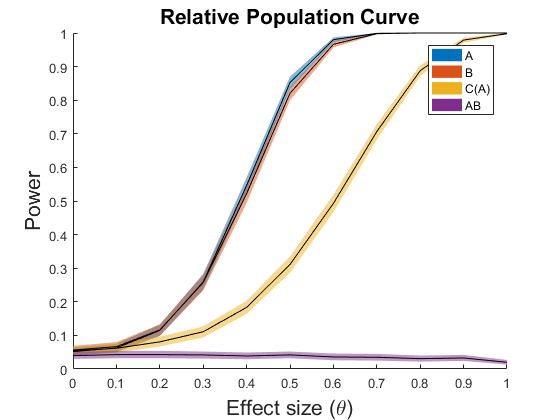 Relative Population Curve
1
0.9
0.8
0.7
0.6
0.5
0.4
0.3
0.2
0.1
0
Power
A
B
C(A)
AB
0 0.1 0.2 0.3 0.4 0.5 0.6 0.7 0.8 0.9 1
Effect size (θ)